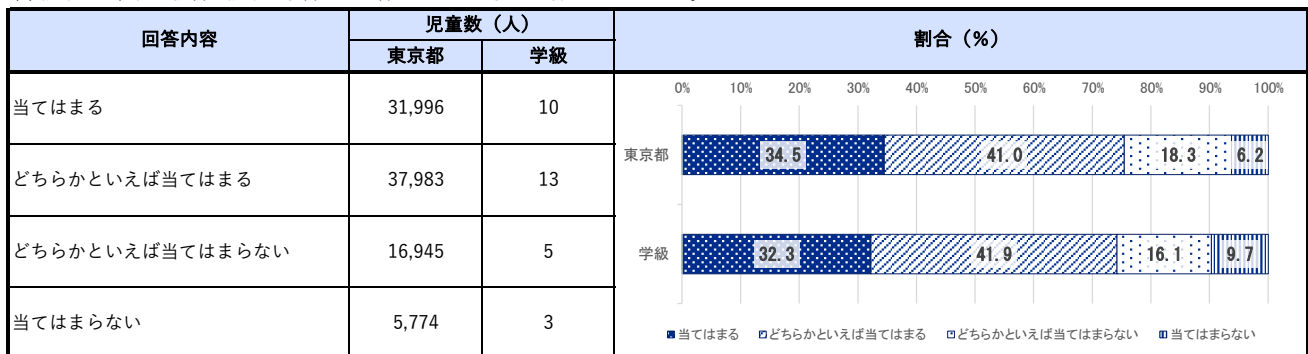 回答内容
児童数（人）
割合（%）
東京都 学級
当てはまる 31,996 10
どちらかといえば当てはまる 37,983 13
どちらかといえば当てはまらない 16,945 5
当てはまらない 5,774 3
0% 10% 20% 30% 40% 50% 60% 70% 80% 90% 100%
東京都 34.5 41.0 18.3 6.2
学級 32.3 41.9 16.1 9.7
当てはまる どちらかといえば当てはまる どちらかといえば当てはまらない 当てはまらない